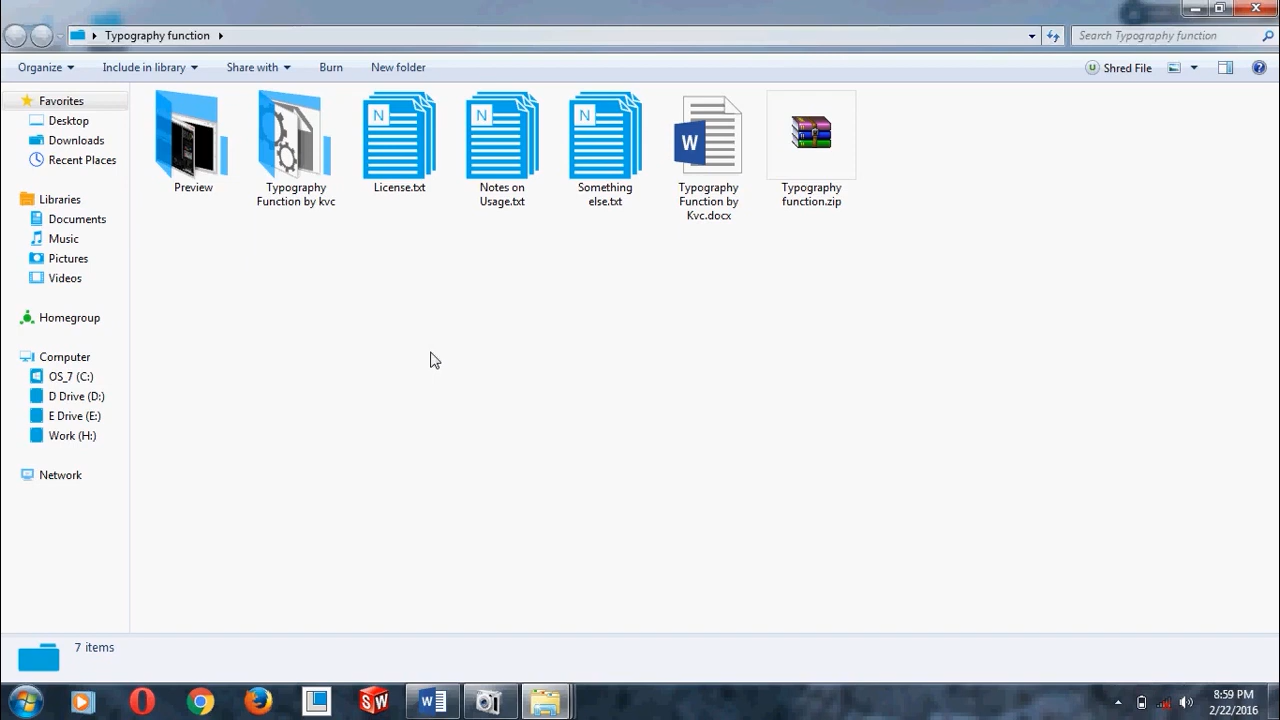 Typography function
Search Typography function
Organize
Include in library
Share with
Burn
New folder
U
Shred File
Favorites
Desktop
Downloads
Recent Places
Libraries
Documents
Music
Pictures
Videos
Homegroup
Computer
OS_7 (C:)
D Drive (D:)
E Drive (E:)
Work (H:)
Network
Preview
Typography
Function by kvc
N
License.txt
N
Notes on
Usage.txt
N
Something
else.txt
W
Typography
Function by
Kvc.docx
Typography
function.zip
7 items
SW
W
8:59 PM
2/22/2016